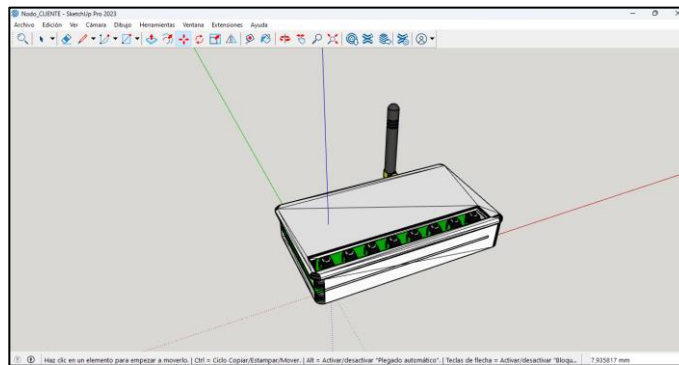 Nodo_CLIENTE - SketchUp Pro 2023
Archivo Edición Ver Cámara Dibujo Herramientas Ventana Extensiones Ayuda
Haz clic en un elemento para empezar a moverlo. | Ctrl = Ciclo Copiar/Estampar/Mover. | Alt = Activar/desactivar "Plegado automático". | Teclas de flecha = Activar/desactivar "Bloqu... 7,935817 mm